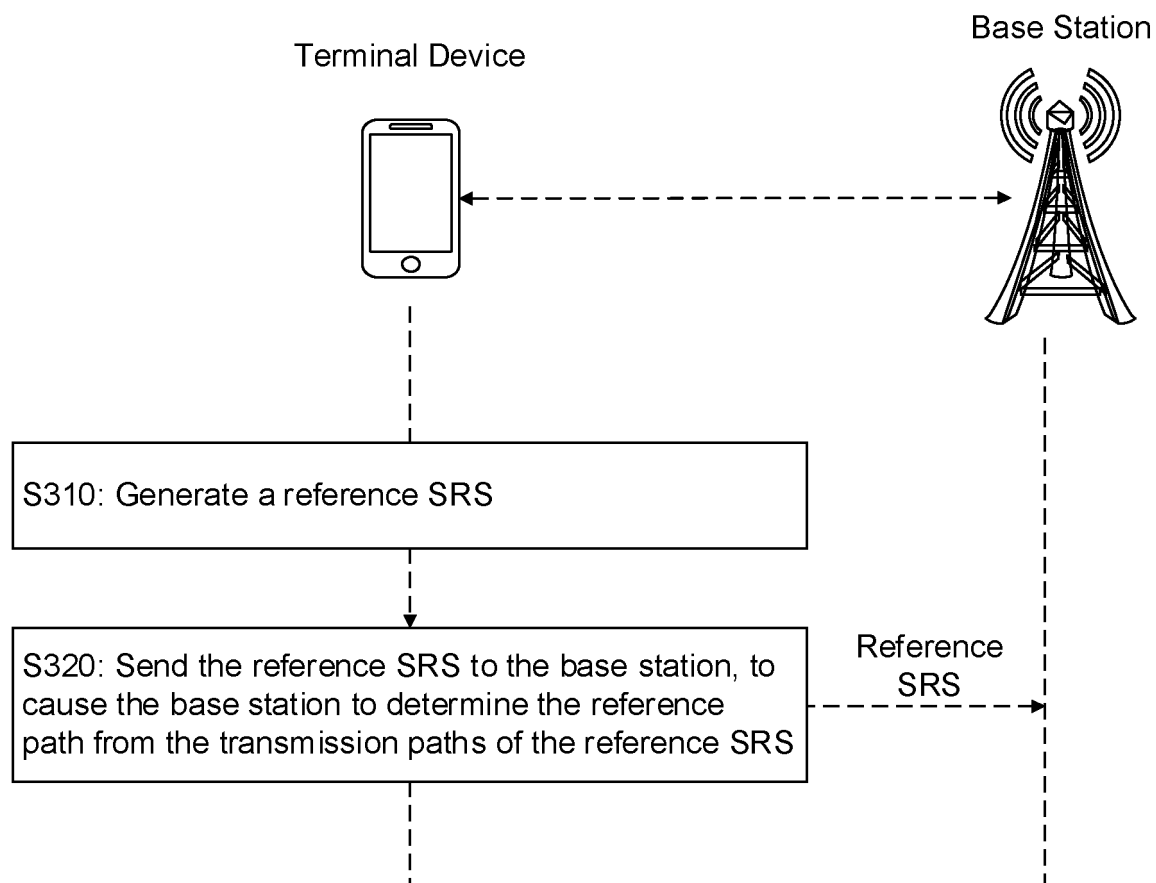 Base Station
Terminal Device
S310: Generate a reference SRS
S320: Send the reference SRS to the base station, to
cause the base station to determine the reference
path from the transmission paths of the reference SRS
Reference
SRS